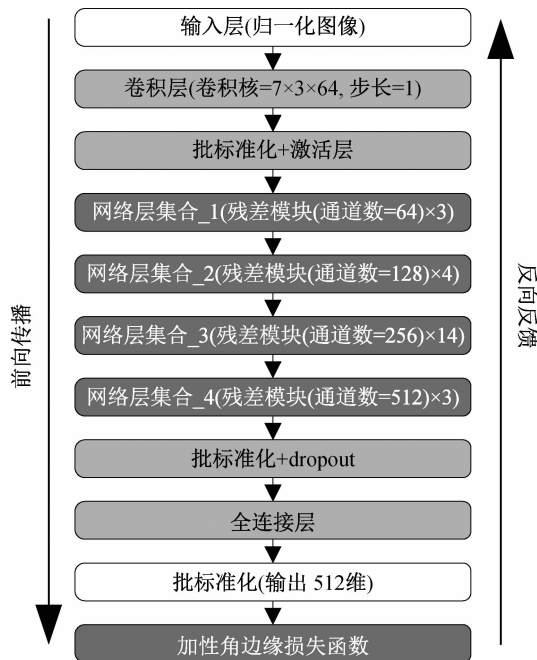 输入层(归一化图像)
卷积层(卷积核=7×3×64, 步长=1)
批标准化+激活层
网络层集合_1(残差模块(通道数=64)×3)
网络层集合_2(残差模块(通道数=128)×4)
网络层集合_3(残差模块(通道数=256)×14)
网络层集合_4(残差模块(通道数=512)×3)
批标准化+dropout
全连接层
批标准化(输出 512维)
加性角边缘损失函数
前向传播
反向反馈